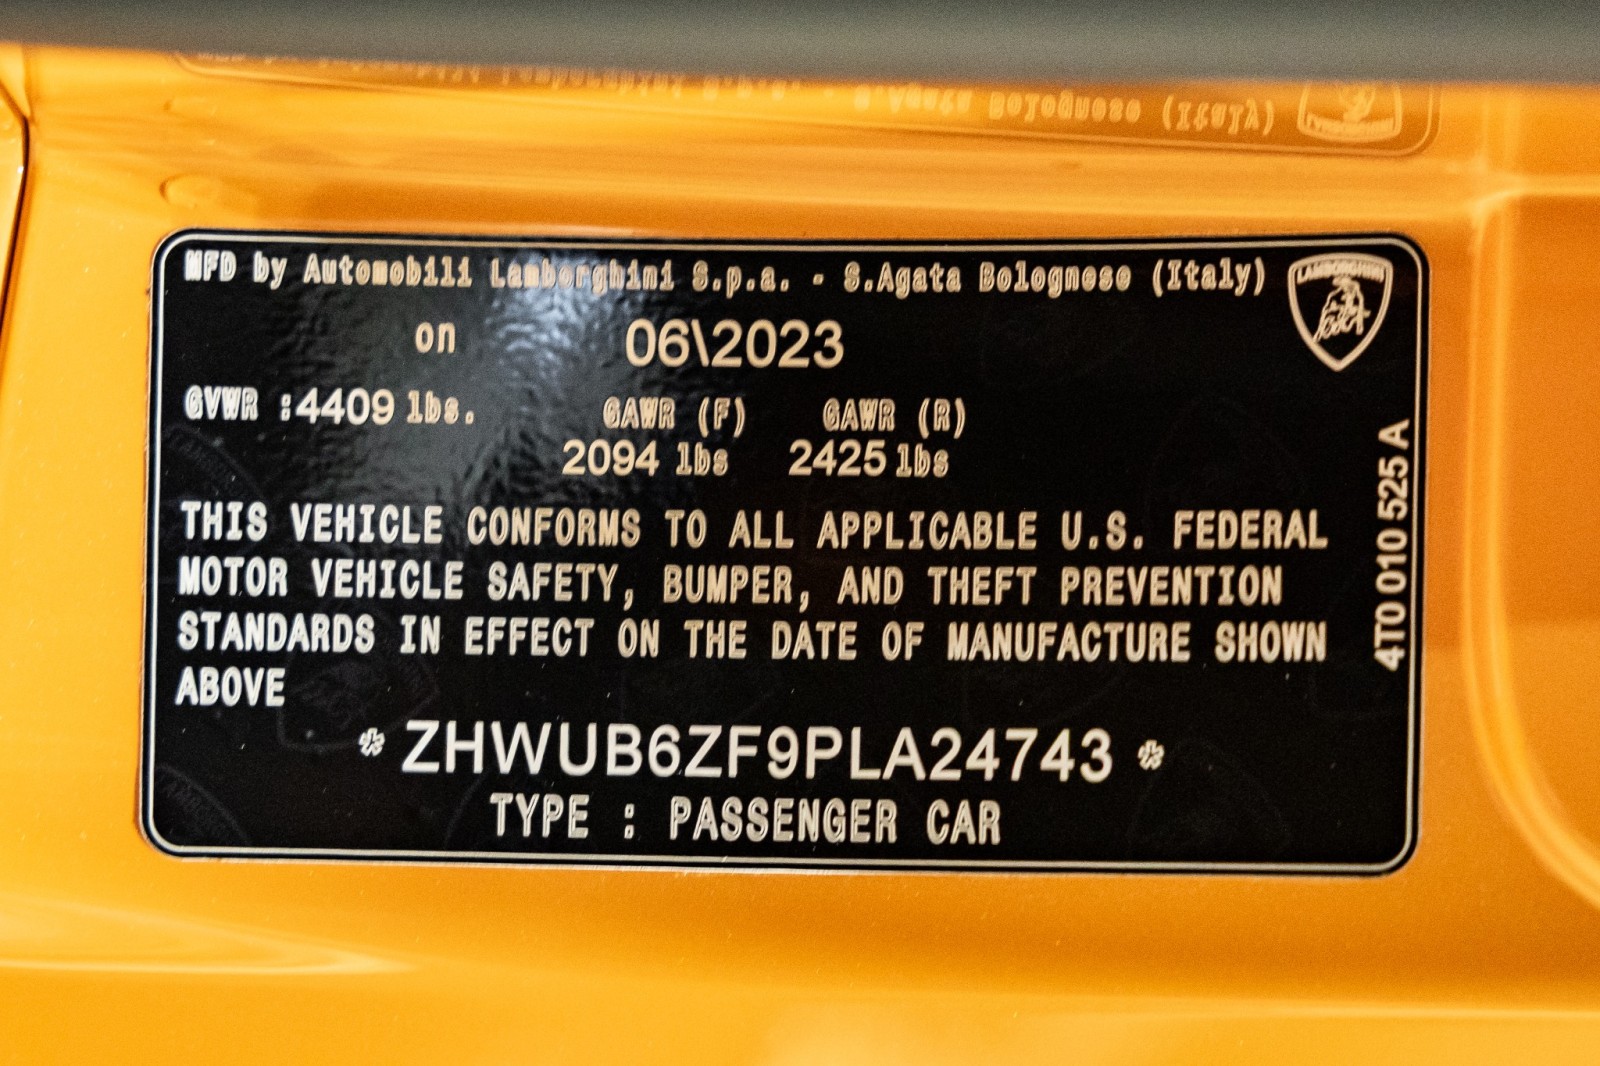 MFD by Automobili Lamborghini S.p.a. - S.Agata Bolognese (Italy)
LAMBORGHINI
on 06\2023
GVWR :4409 lbs. GAWR (F) GAWR (R)
2094 lbs 2425 lbs
THIS VEHICLE CONFORMS TO ALL APPLICABLE U.S. FEDERAL
MOTOR VEHICLE SAFETY, BUMPER, AND THEFT PREVENTION
STANDARDS IN EFFECT ON THE DATE OF MANUFACTURE SHOWN
ABOVE
* ZHWUB6ZF9PLA24743 *
TYPE : PASSENGER CAR
4T0 010 525 A